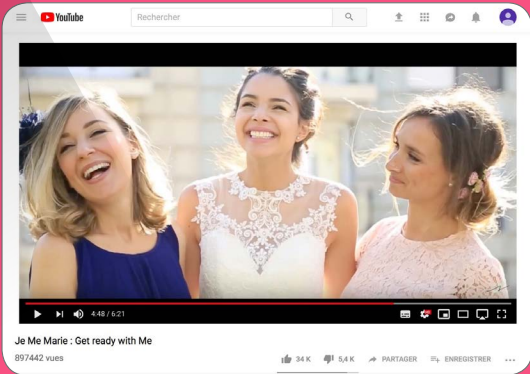 YouTube
Rechercher
4:48 / 6:21
Je Me Marie : Get ready with Me
897442 vues
34 K
5,4 K
PARTAGER
ENREGISTRER